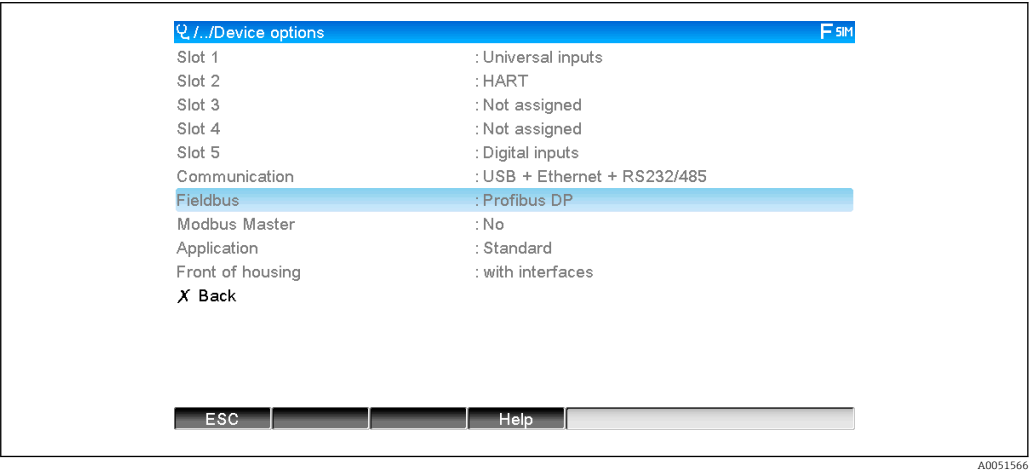 /../Device options F SIM
Slot 1 : Universal inputs
Slot 2 : HART
Slot 3 : Not assigned
Slot 4 : Not assigned
Slot 5 : Digital inputs
Communication : USB + Ethernet + RS232/485
Fieldbus : Profibus DP
Modbus Master : No
Application : Standard
Front of housing : with interfaces
X Back
ESC Help
A0051566